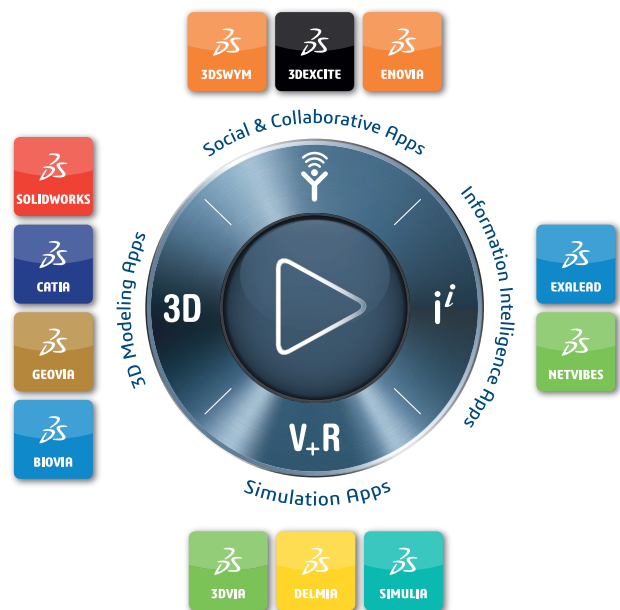 3DSWYM
3DEXCITE
ENOVIA
Social & Collaborative Apps
SOLIDWORKS
CATIA
GEOVIA
BIOVIA
3D Modeling Apps
3D
i i
V+R
Information Intelligence Apps
EXALEAD
NETVIBES
Simulation Apps
3DVIA
DELMIA
SIMULIA